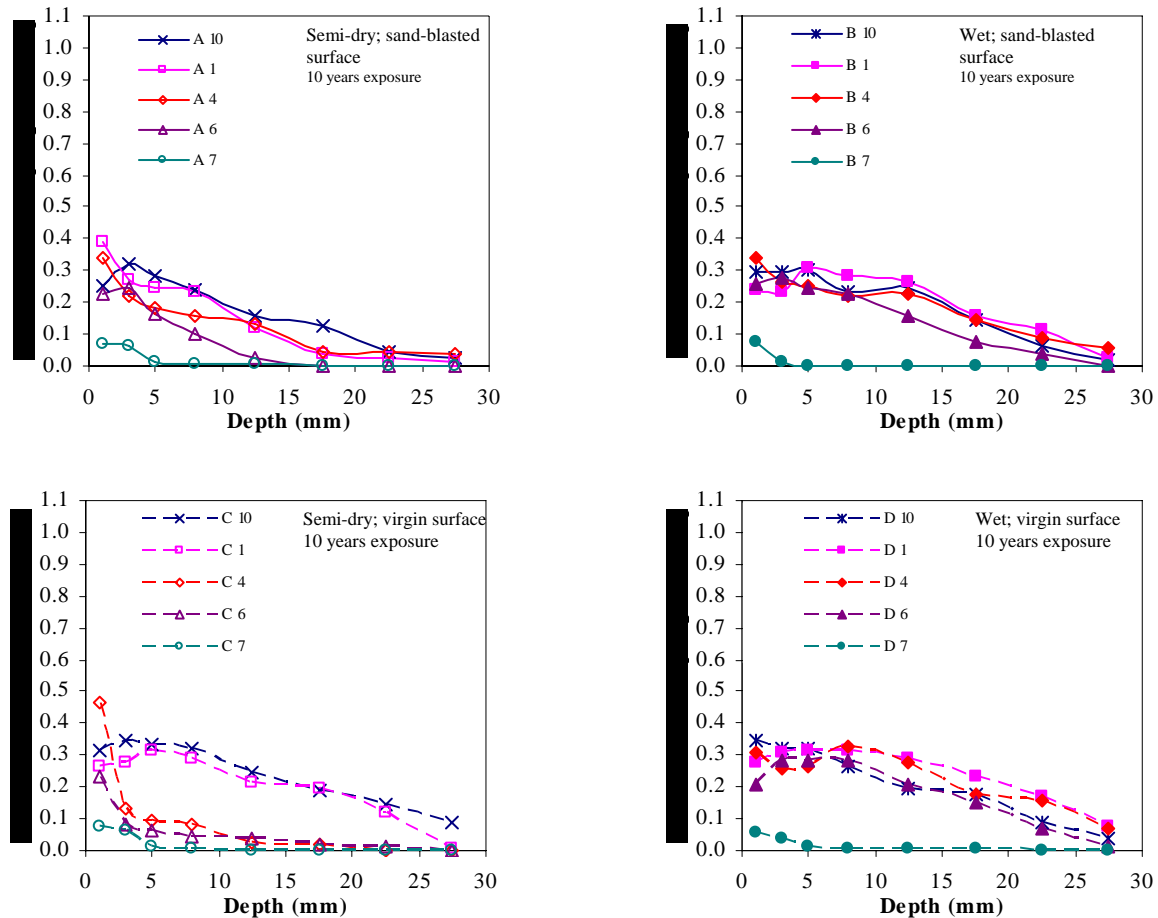 1.1
1.0
0.9
0.8
0.7
0.6
0.5
0.4
0.3
0.2
0.1
0.0
0 5 10 15 20 25 30
Depth (mm)
A 10
A 1
A 4
A 6
A 7
Semi-dry; sand-blasted
surface
10 years exposure
1.1
1.0
0.9
0.8
0.7
0.6
0.5
0.4
0.3
0.2
0.1
0.0
0 5 10 15 20 25 30
Depth (mm)
B 10
B 1
B 4
B 6
B 7
Wet; sand-blasted
surface
10 years exposure
1.1
1.0
0.9
0.8
0.7
0.6
0.5
0.4
0.3
0.2
0.1
0.0
0 5 10 15 20 25 30
Depth (mm)
C 10
C 1
C 4
C 6
C 7
Semi-dry; virgin surface
10 years exposure
1.1
1.0
0.9
0.8
0.7
0.6
0.5
0.4
0.3
0.2
0.1
0.0
0 5 10 15 20 25 30
Depth (mm)
D 10
D 1
D 4
D 6
D 7
Wet; virgin surface
10 years exposure